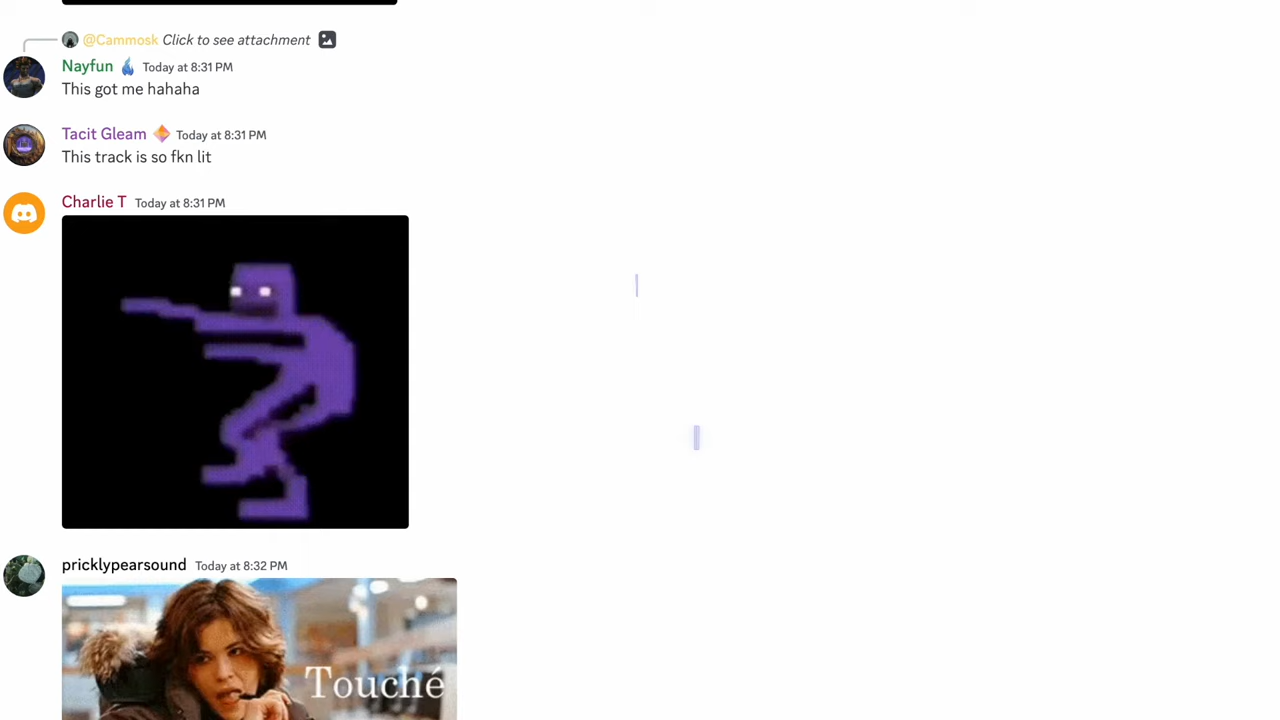 @Cammosk Click to see attachment
Nayfun Today at 8:31 PM
This got me hahaha
Tacit Gleam Today at 8:31 PM
This track is so fkn lit
Charlie T Today at 8:31 PM
pricklypearsound Today at 8:32 PM
Touché